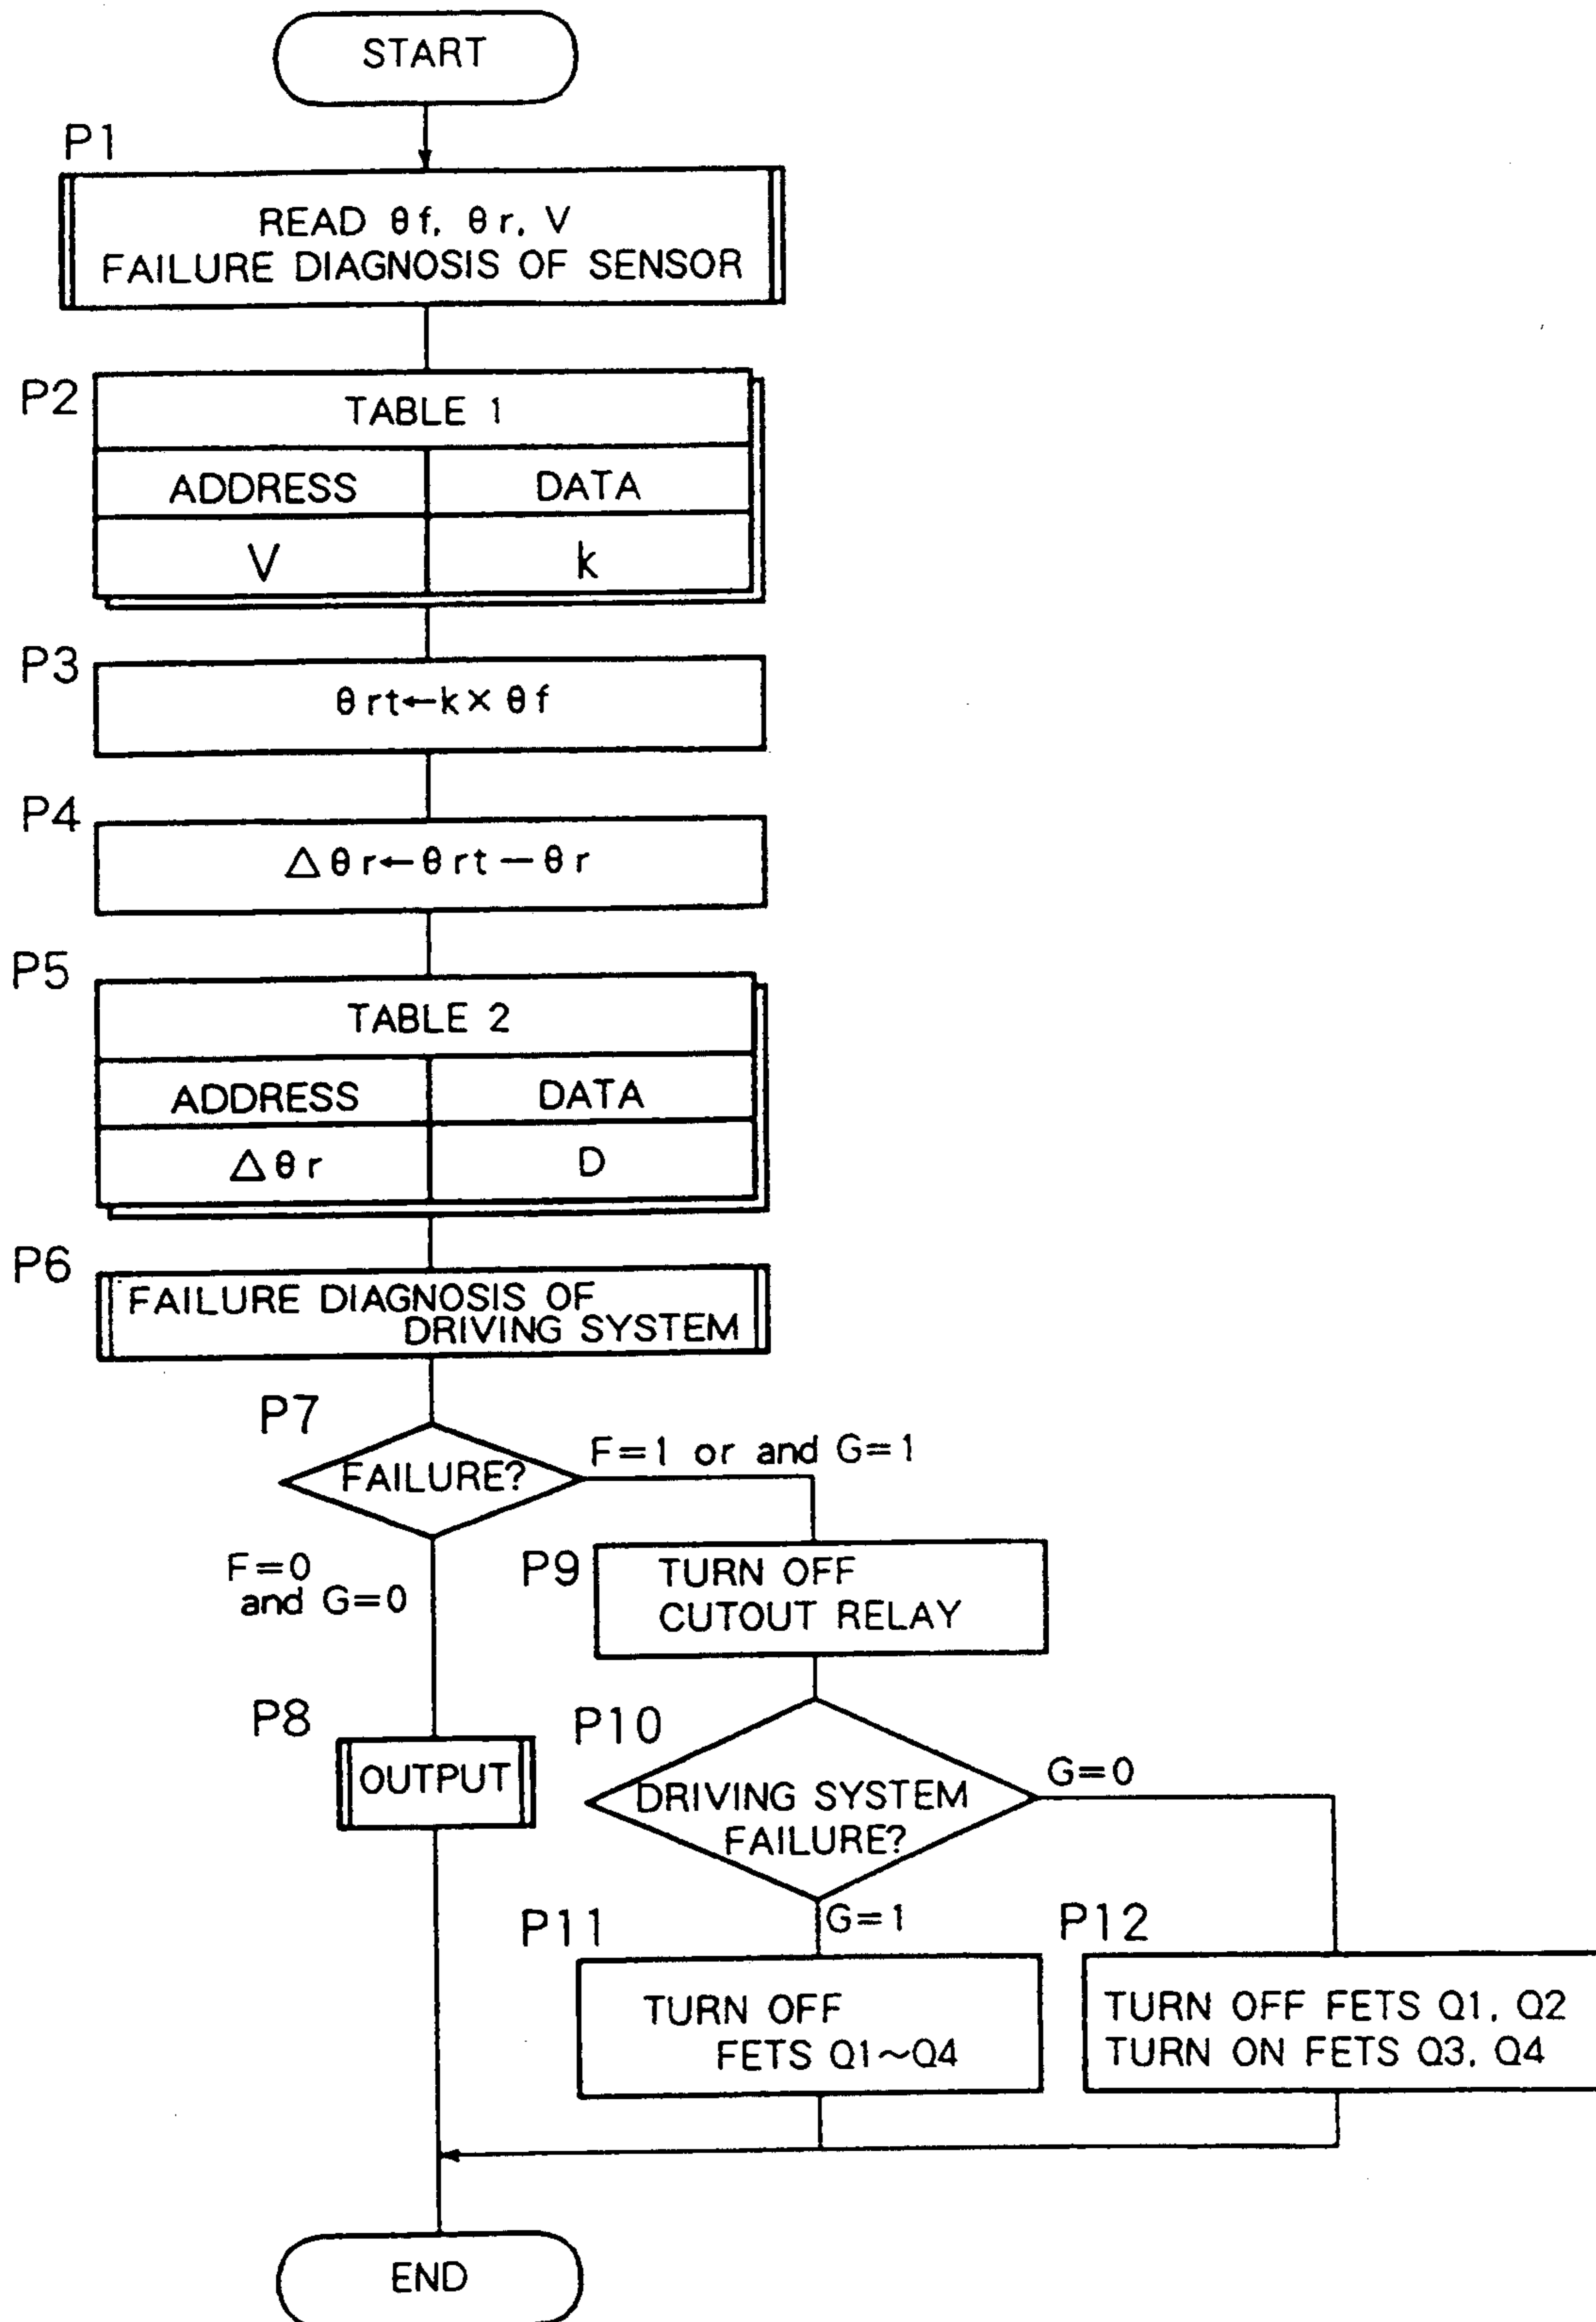 START
P1
READ θf, θr, V
FAILURE DIAGNOSIS OF SENSOR
P2
TABLE 1
ADDRESS DATA
V k
P3
θrt←k×θf
P4
△θr←θrt−θr
P5
TABLE 2
ADDRESS DATA
△θr D
P6
FAILURE DIAGNOSIS OF
DRIVING SYSTEM
P7
FAILURE?
F=1 or and G=1
F=0
and G=0
P9
TURN OFF
CUTOUT RELAY
P8
OUTPUT
P10
DRIVING SYSTEM
FAILURE?
G=0
G=1
P11
TURN OFF
FETS Q1~Q4
P12
TURN OFF FETS Q1, Q2
TURN ON FETS Q3, Q4
END